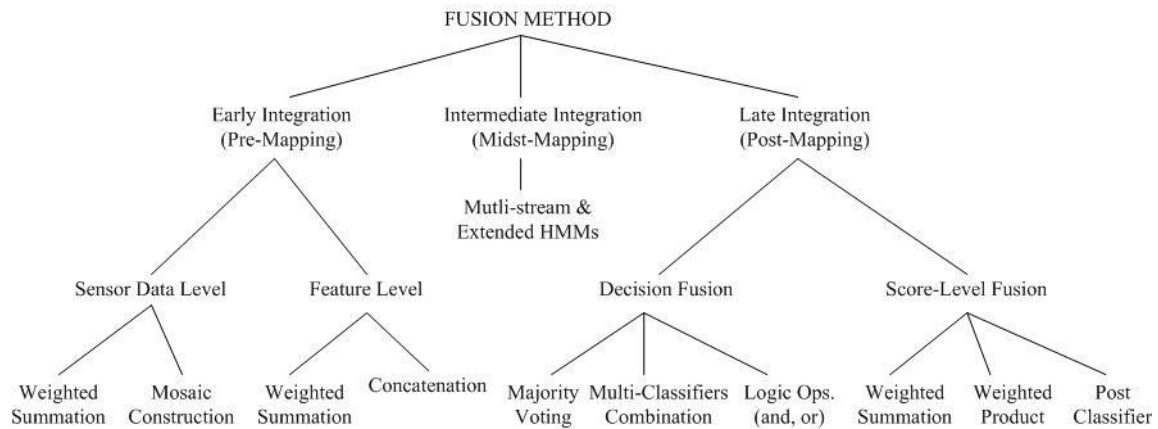 FUSION METHOD
Early Integration
(Pre-Mapping)
Intermediate Integration
(Midst-Mapping)
Late Integration
(Post-Mapping)
Mutli-stream &
Extended HMMs
Sensor Data Level
Feature Level
Decision Fusion
Score-Level Fusion
Weighted
Summation
Mosaic
Construction
Weighted
Summation
Concatenation
Majority
Voting
Multi-Classifiers
Combination
Logic Ops.
(and, or)
Weighted
Summation
Weighted
Product
Post
Classifier